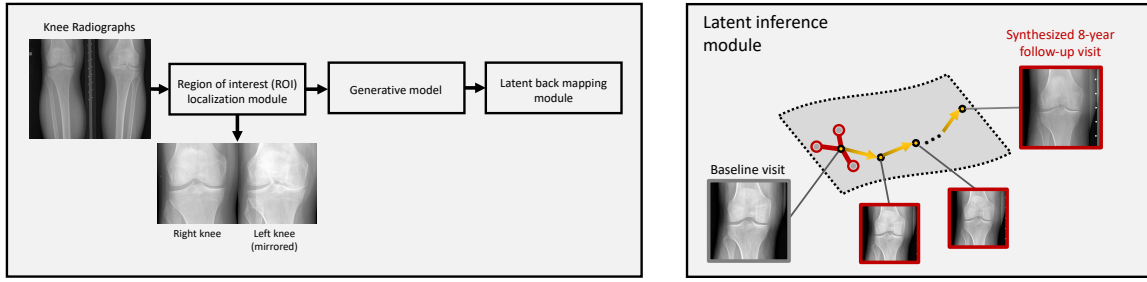 Knee Radiographs
Region of interest (ROI)
localization module
Generative model
Latent back mapping
module
Right knee
Left knee
(mirrored)
Latent inference
module
Synthesized 8-year
follow-up visit
Baseline visit